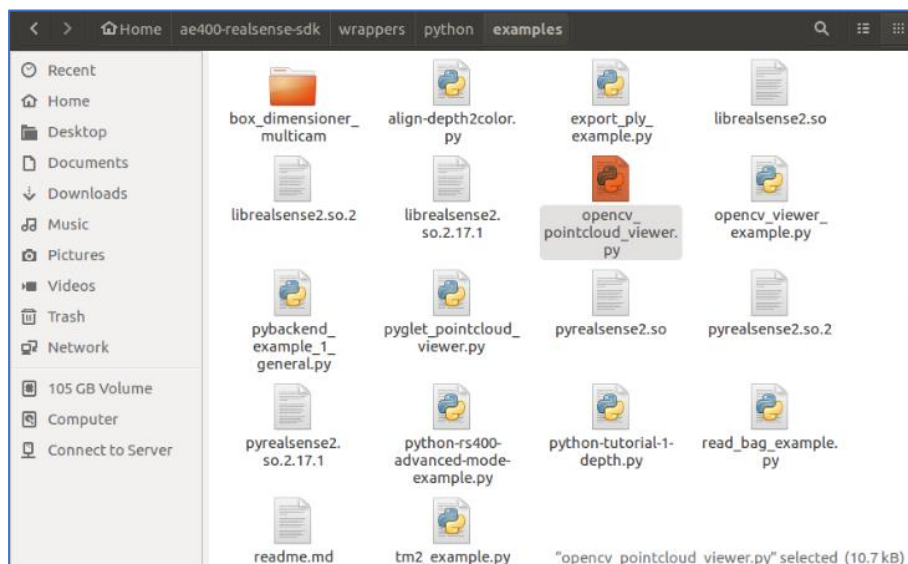 Home ae400-realsense-sdk wrappers python examples
Recent
Home
Desktop
Documents
Downloads
Music
Pictures
Videos
Trash
Network
105 GB Volume
Computer
Connect to Server
box_dimensioner_
multicam
align-depth2color.
py
export_ply_
example.py
librealsense2.so
librealsense2.so.2
librealsense2.
so.2.17.1
opencv_
pointcloud_viewer.
py
opencv_viewer_
example.py
pybackend_
example_1_
general.py
pyglet_pointcloud_
viewer.py
pyrealsense2.so
pyrealsense2.so.2
pyrealsense2.
so.2.17.1
python-rs400-
advanced-mode-
example.py
python-tutorial-1-
depth.py
read_bag_example.
py
readme.md
tm2_example.py
"opencv_pointcloud_viewer.py" selected (10.7 kB)